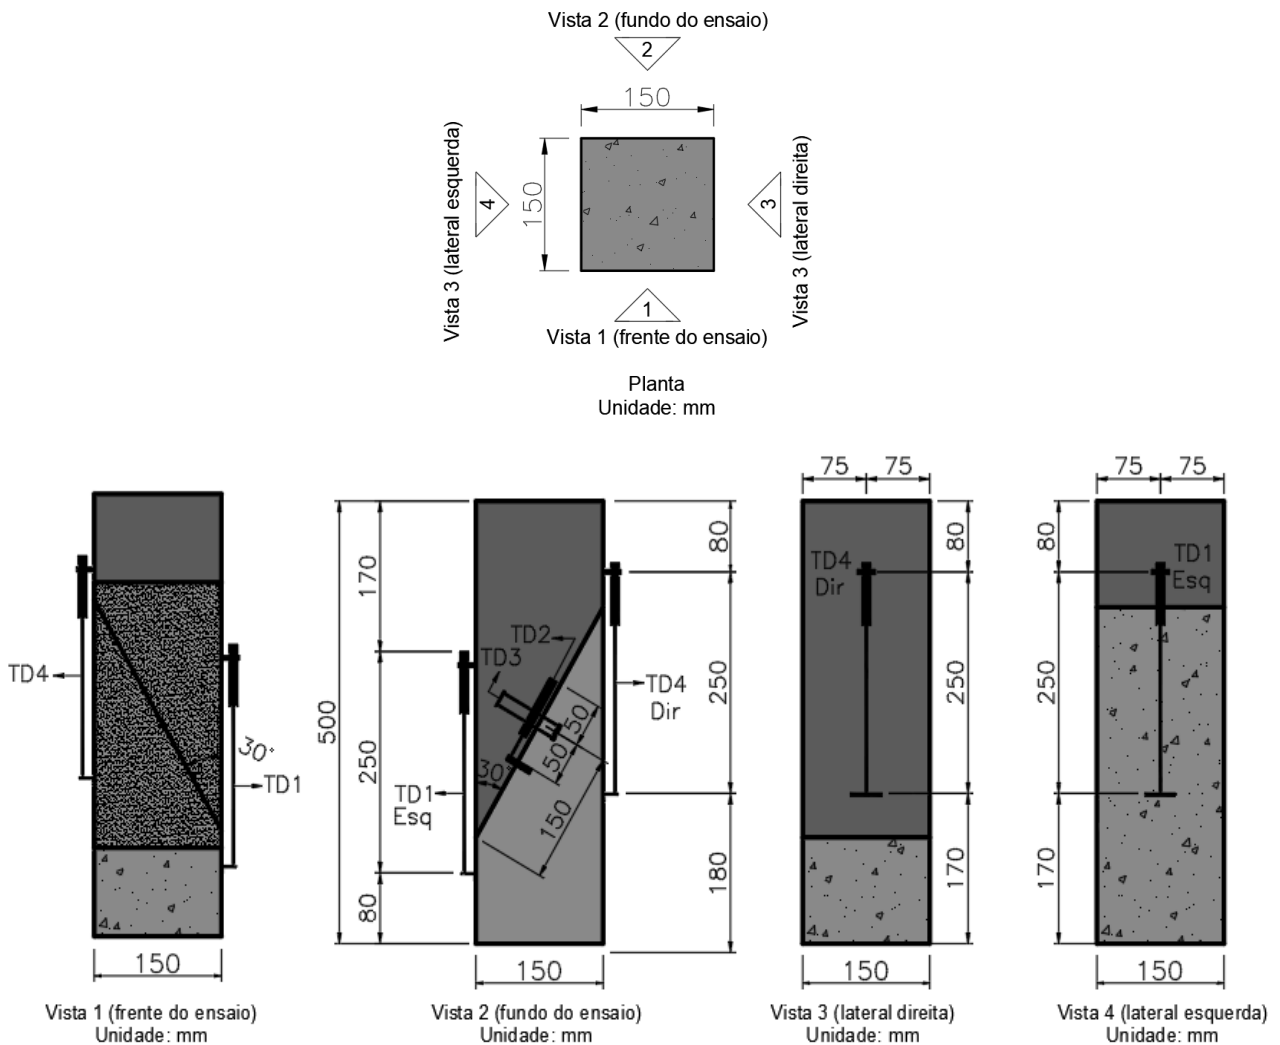 Vista 2 (fundo do ensaio)
2
150
Vista 3 (lateral esquerda)
4
150
3
Vista 3 (lateral direita)
1
Vista 1 (frente do ensaio)
Planta
Unidade: mm
TD4
30°
TD1
150
Vista 1 (frente do ensaio)
Unidade: mm
500
170
250
80
TD1
Esq
TD2
TD3
30°
50
50
150
TD4
Dir
80
250
180
150
Vista 2 (fundo do ensaio)
Unidade: mm
75 75
TD4
Dir
80
250
170
150
Vista 3 (lateral direita)
Unidade: mm
75 75
80
250
170
TD1
Esq
150
Vista 4 (lateral esquerda)
Unidade: mm